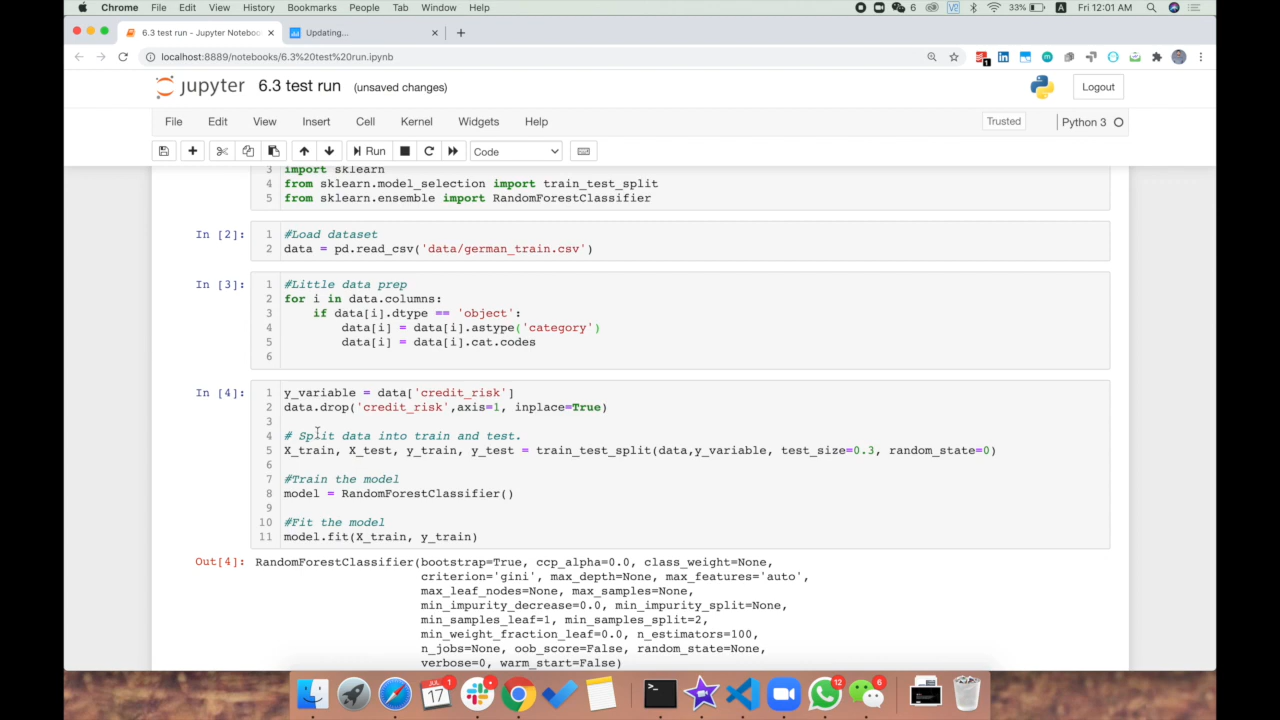 Chrome File Edit View History Bookmarks People Tab Window Help 6 33% A Fri 12:01 AM
6.3 test run - Jupyter Noteboo × Updating... × +
localhost:8889/notebooks/6.3%20test%20run.ipynb
jupyter 6.3 test run (unsaved changes) Logout
File Edit View Insert Cell Kernel Widgets Help Trusted Python 3
Run Code
3 import sklearn
4 from sklearn.model_selection import train_test_split
5 from sklearn.ensemble import RandomForestClassifier
In [2]: 1 #Load dataset
2 data = pd.read_csv('data/german_train.csv')
In [3]: 1 #Little data prep
2 for i in data.columns:
3 if data[i].dtype == 'object':
4 data[i] = data[i].astype('category')
5 data[i] = data[i].cat.codes
6
In [4]: 1 y_variable = data['credit_risk']
2 data.drop('credit_risk',axis=1, inplace=True)
3
4 # Split data into train and test.
5 X_train, X_test, y_train, y_test = train_test_split(data,y_variable, test_size=0.3, random_state=0)
6
7 #Train the model
8 model = RandomForestClassifier()
9
10 #Fit the model
11 model.fit(X_train, y_train)
Out[4]: RandomForestClassifier(bootstrap=True, ccp_alpha=0.0, class_weight=None,
criterion='gini', max_depth=None, max_features='auto',
max_leaf_nodes=None, max_samples=None,
min_impurity_decrease=0.0, min_impurity_split=None,
min_samples_leaf=1, min_samples_split=2,
min_weight_fraction_leaf=0.0, n_estimators=100,
n_jobs=None, oob_score=False, random_state=None,
verbose=0, warm_start=False)
JUL 17 1 12 6